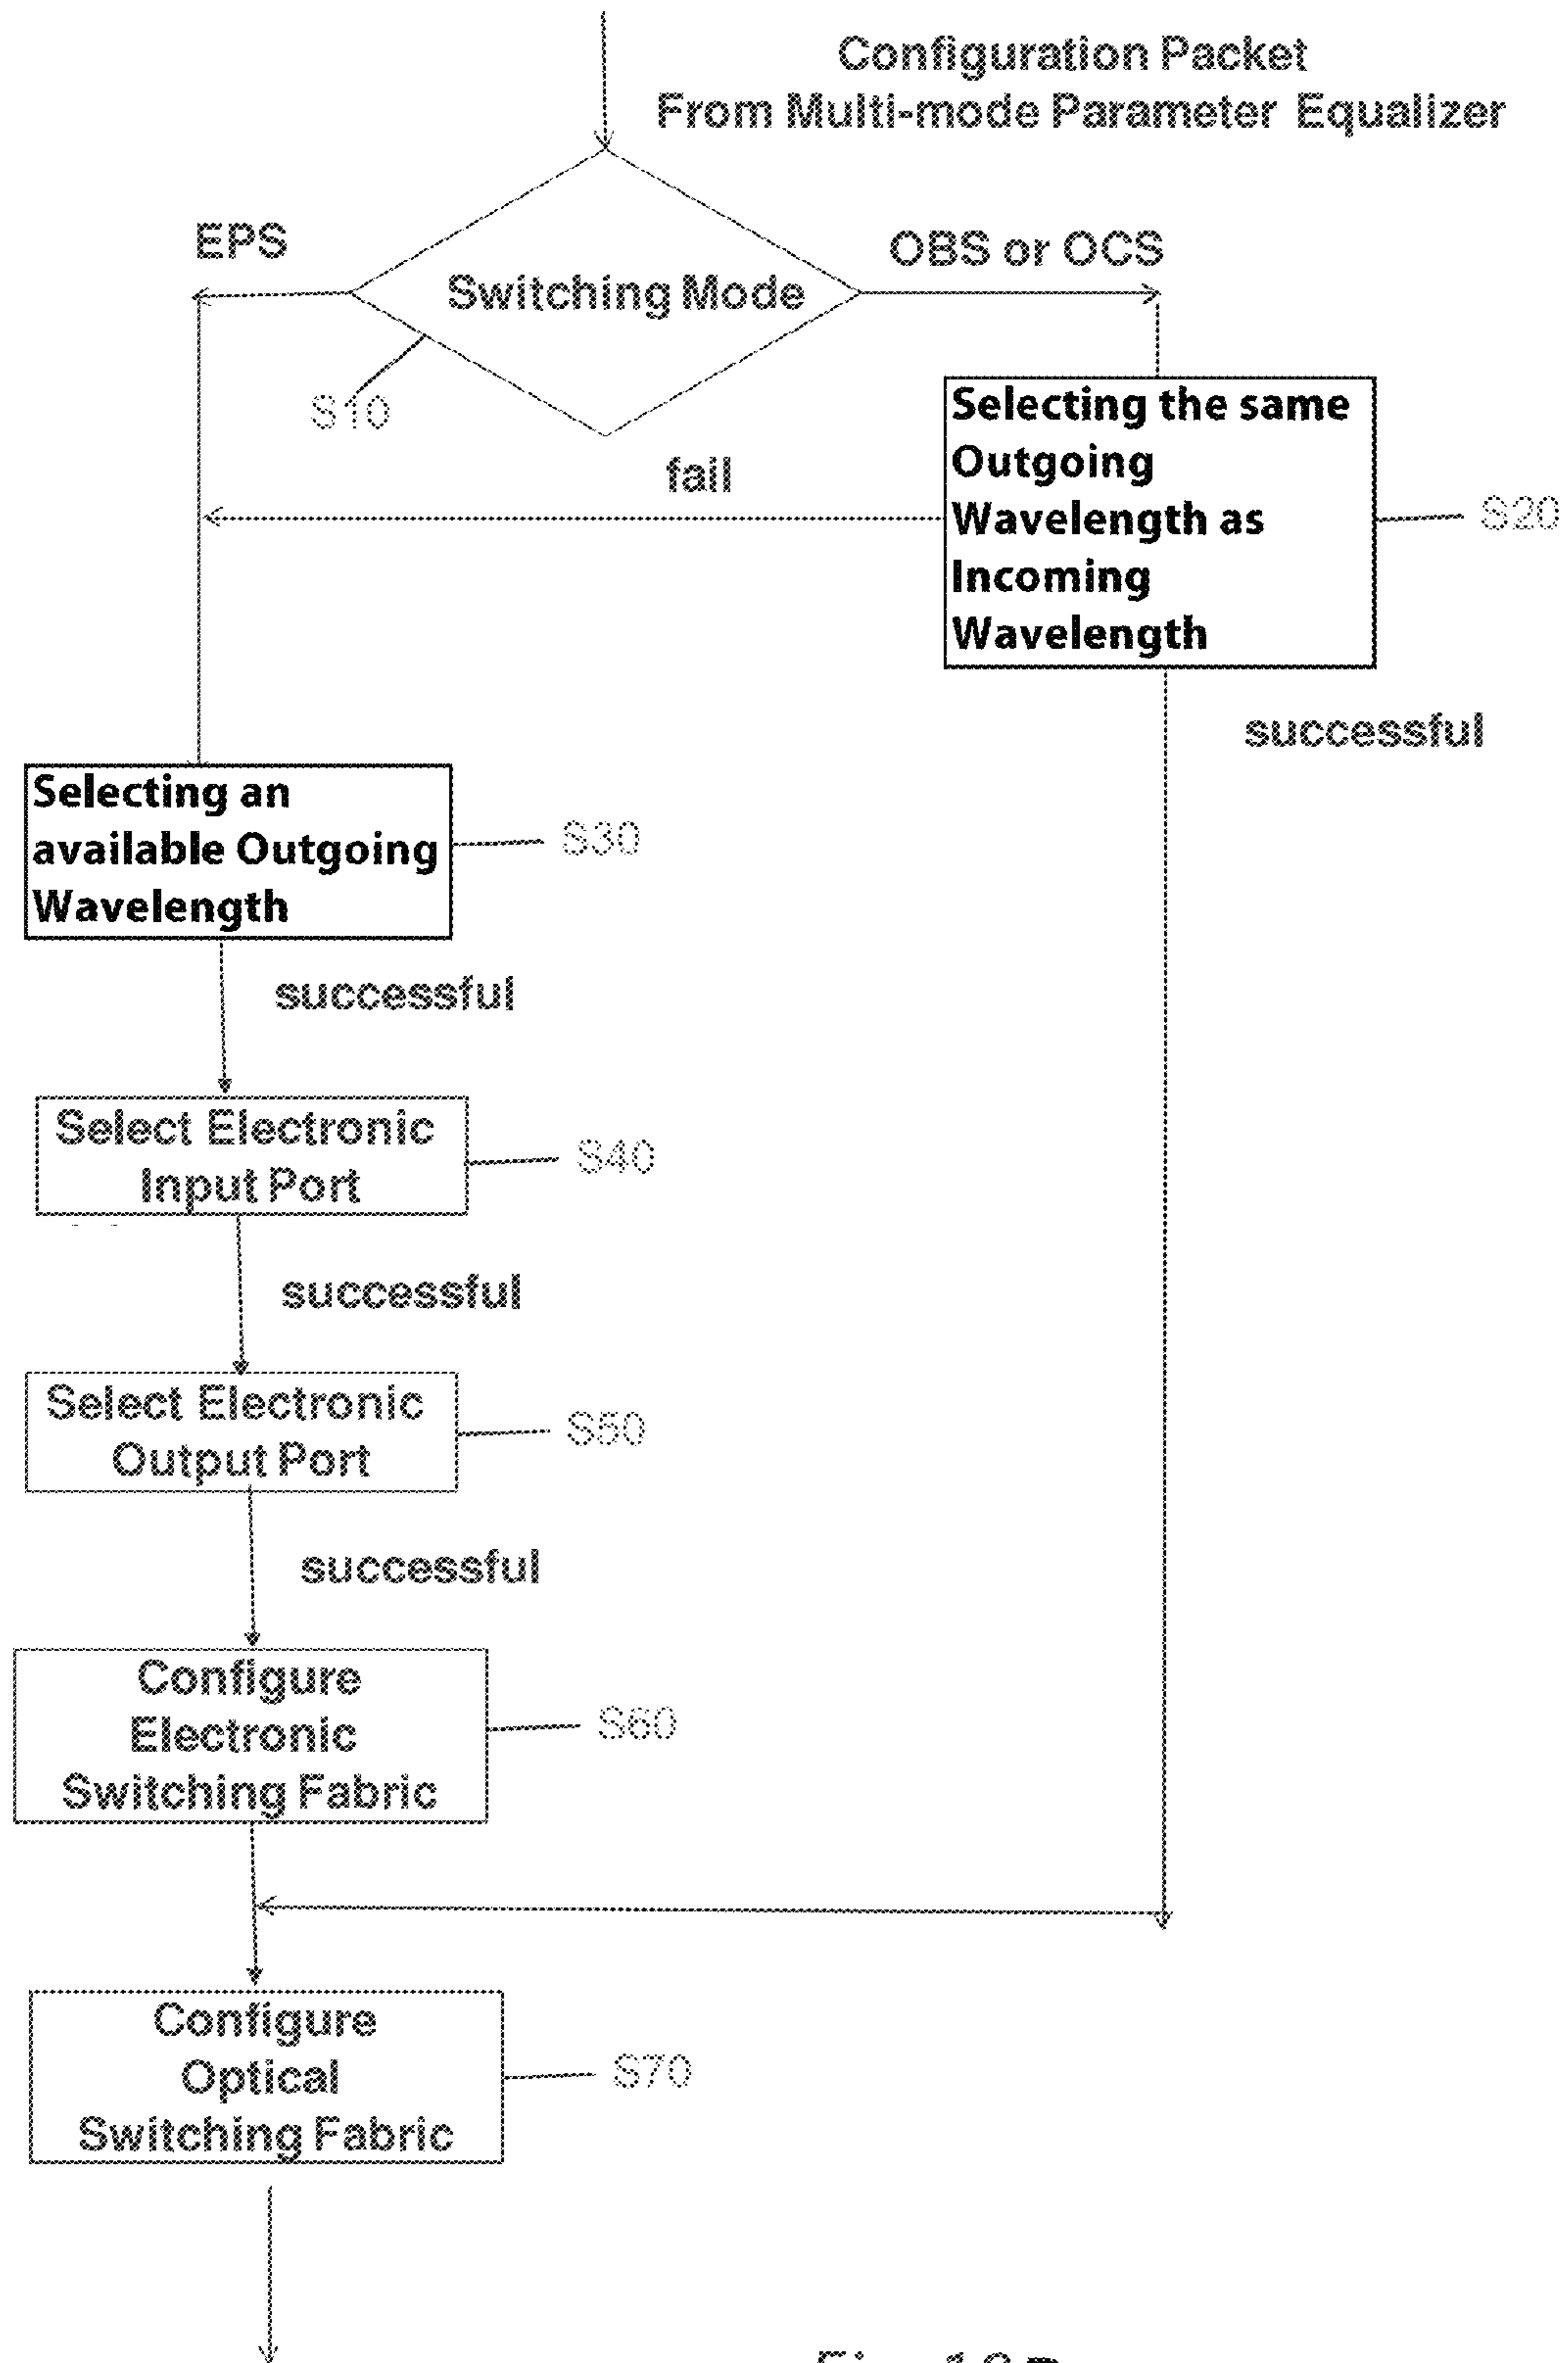 Configuration Packet
From Multi-mode Parameter Equalizer
EPS
OBS or OCS
Switching Mode
S10
Selecting the same
Outgoing
Wavelength as
Incoming
Wavelength
S20
fail
successful
Selecting an
available Outgoing
Wavelength
S30
successful
Select Electronic
Input Port
S40
successful
Select Electronic
Output Port
S50
successful
Configure
Electronic
Switching Fabric
S60
Configure
Optical
Switching Fabric
S70